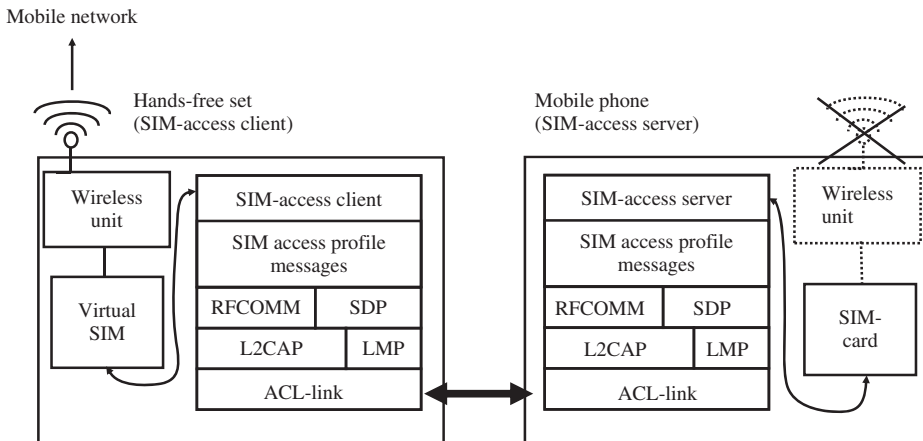 Mobile network
Hands-free set
(SIM-access client)
Wireless
unit
Virtual
SIM
SIM-access client
SIM access profile
messages
RFCOMM
SDP
L2CAP
LMP
ACL-link
Mobile phone
(SIM-access server)
SIM-access server
SIM access profile
messages
RFCOMM
SDP
L2CAP
LMP
ACL-link
Wireless
unit
SIM-
card